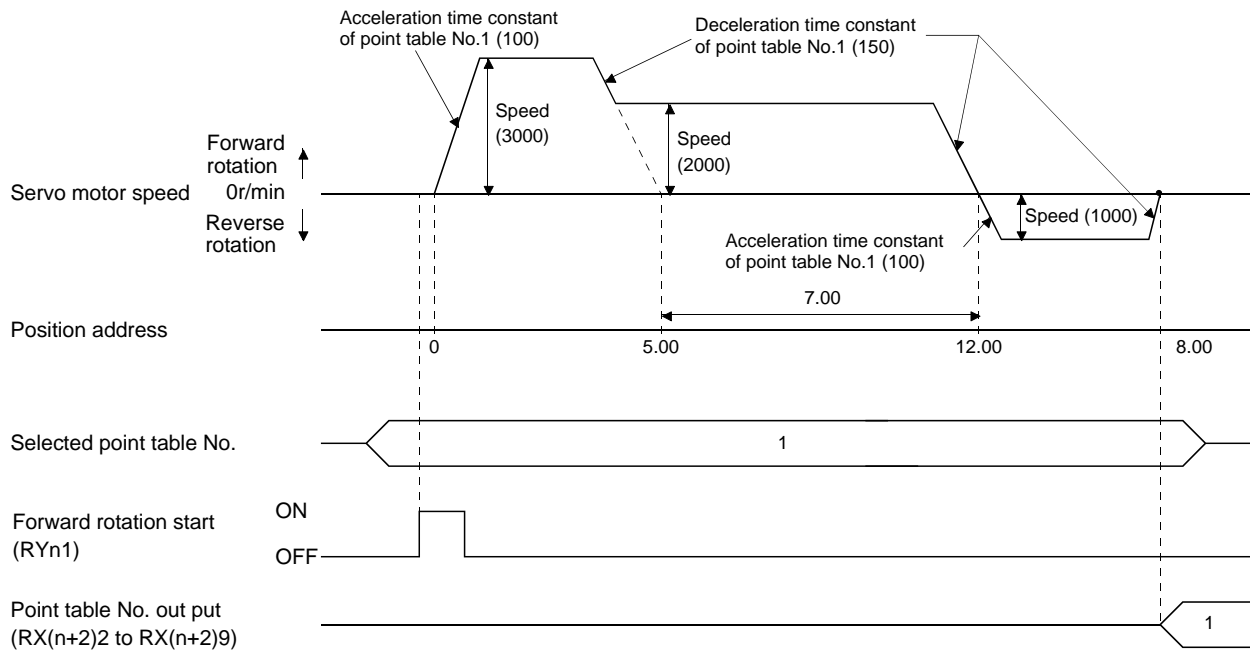 Acceleration time constant
of point table No.1 (100)
Deceleration time constant
of point table No.1 (150)
Speed
(3000)
Speed
(2000)
Forward
rotation
Servo motor speed 0r/min
Reverse
rotation
Speed (1000)
Acceleration time constant
of point table No.1 (100)
7.00
Position address
0 5.00 12.00 8.00
Selected point table No. 1
Forward rotation start
(RYn1)
ON
OFF
Point table No. out put
(RX(n+2)2 to RX(n+2)9)
1